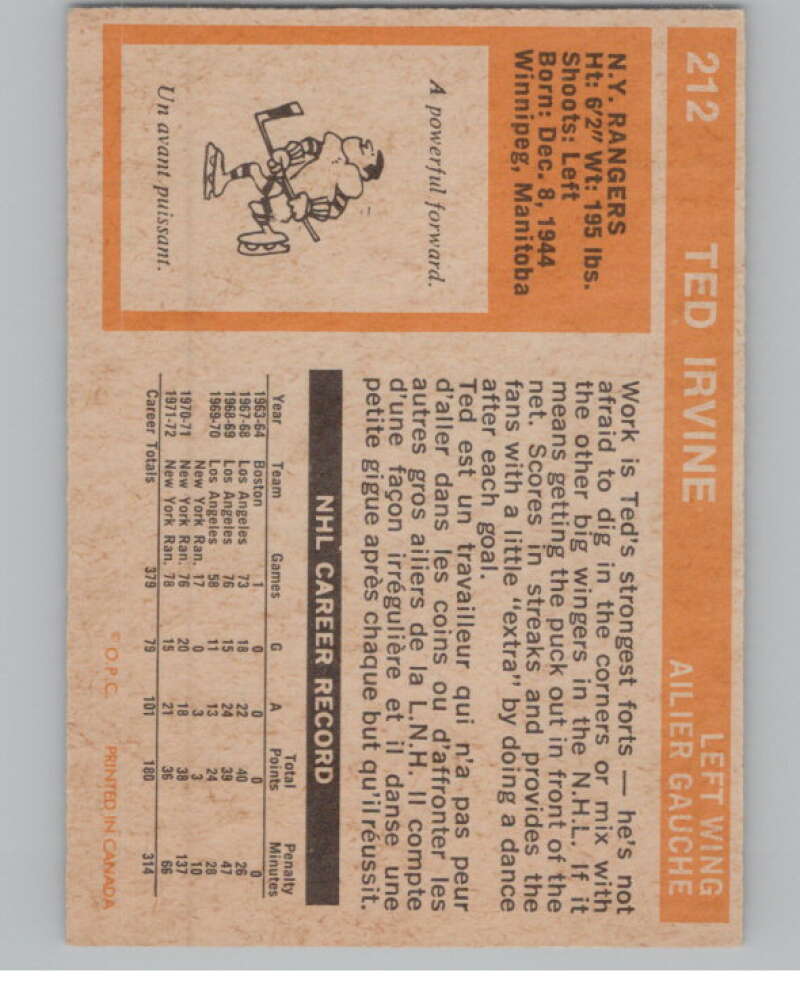 212 TED IRVINE LEFT WING
AILIER GAUCHE
N.Y. RANGERS
Ht: 6'2" Wt: 195 lbs.
Shoots: Left
Born: Dec. 8, 1944
Winnipeg, Manitoba
A powerful forward.
Un avant puissant.
Work is Ted's strongest forts — he's not
afraid to dig in the corners or mix with
the other big wingers in the N.H.L. If it
means getting the puck out in front of the
net. Scores in streaks and provides the
fans with a little "extra" by doing a dance
after each goal.
Ted est un travailleur qui n'a pas peur
d'aller dans les coins ou d'affronter les
autres gros ailiers de la L.N.H. Il compte
d'une façon irrégulière et il danse une
petite gigue après chaque but qu'il réussit.
NHL CAREER RECORD
Year Team Games G A Total Points Penalty Minutes
1963-64 Boston 1 0 0 0 0
1967-68 Los Angeles 73 18 22 40 26
1968-69 Los Angeles 76 15 24 39 47
1969-70 Los Angeles 58 11 13 24 28
New York Ran. 17 0 3 3 10
1970-71 New York Ran. 76 20 18 38 137
1971-72 New York Ran. 78 15 21 36 66
Career Totals 379 79 101 180 314
© O.P.C. PRINTED IN CANADA